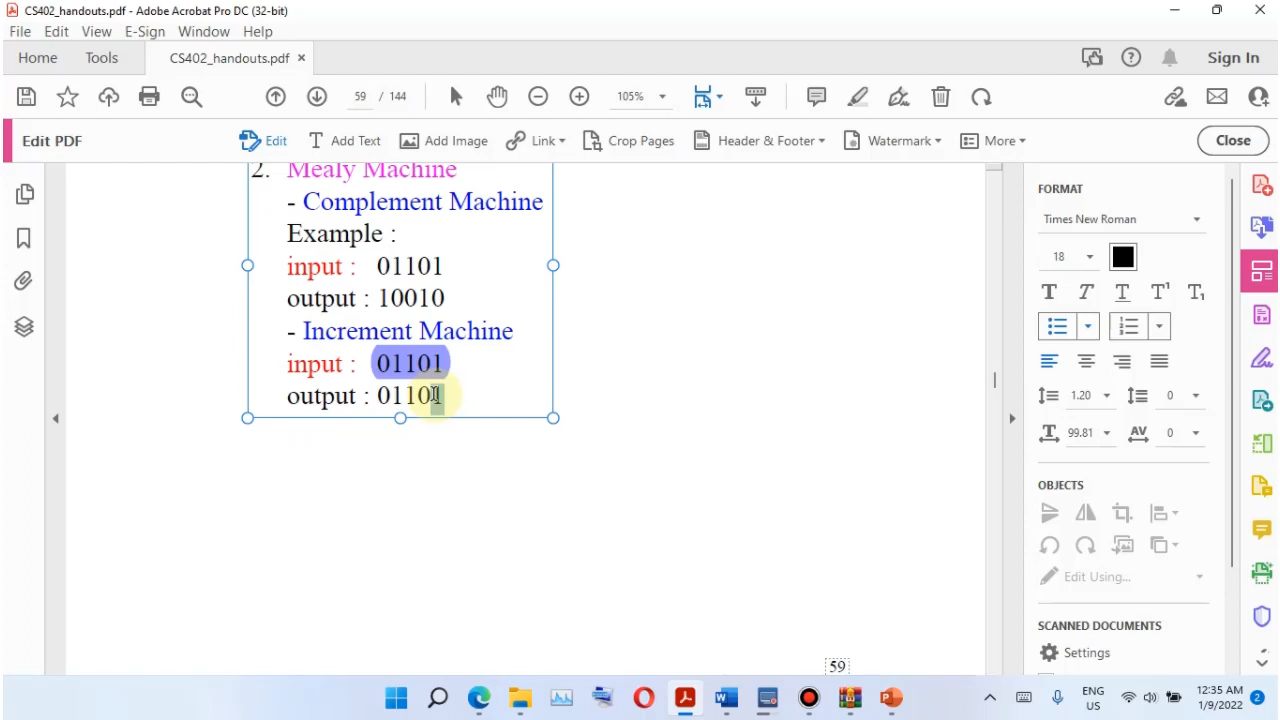 CS402_handouts.pdf - Adobe Acrobat Pro DC (32-bit)
File Edit View E-Sign Window Help
Home Tools CS402_handouts.pdf × Sign In
59 / 144 105%
Edit PDF Edit Add Text Add Image Link Crop Pages Header & Footer Watermark More Close
2. Mealy Machine
- Complement Machine
Example :
input : 01101
output : 10010
- Increment Machine
input : 01101
output : 01101
59
FORMAT
Times New Roman
18
T T T T¹ T₁
1.20 0
99.81 AV 0
OBJECTS
Edit Using...
SCANNED DOCUMENTS
Settings
ENG
US
12:35 AM
1/9/2022
2